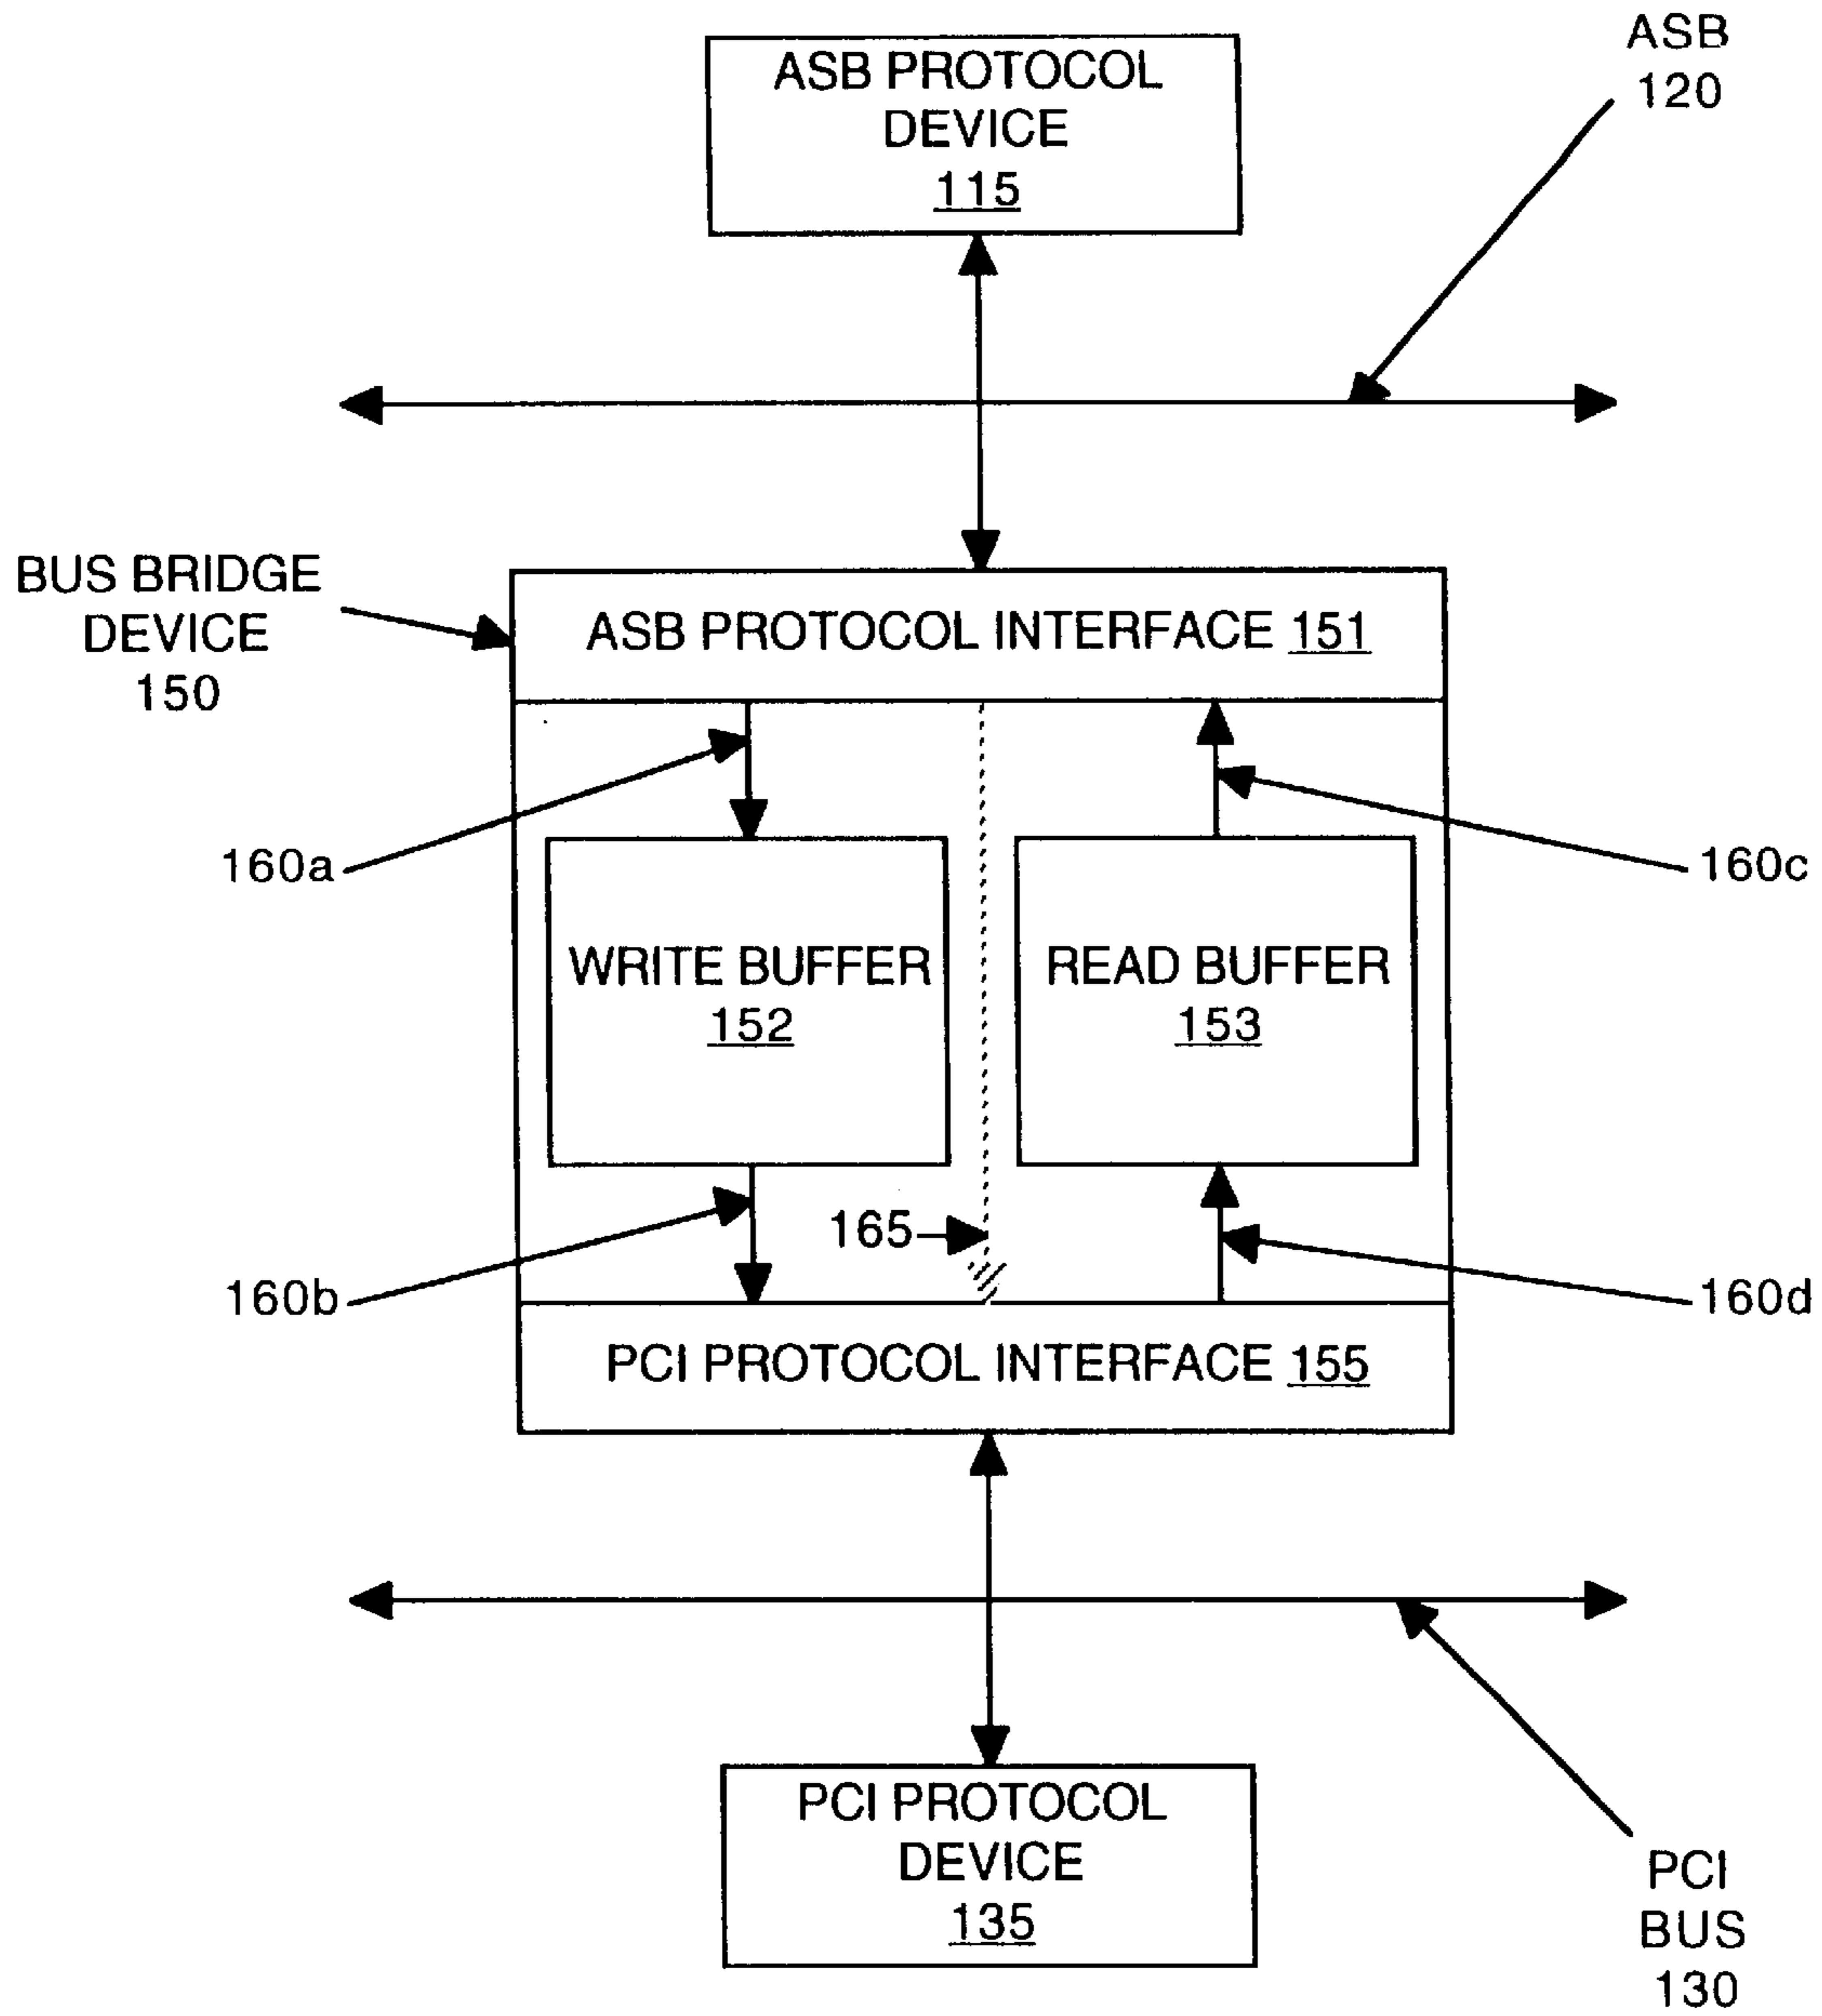 ASB
120
ASB PROTOCOL
DEVICE
115
BUS BRIDGE
DEVICE
150
ASB PROTOCOL INTERFACE 151
160a
160c
WRITE BUFFER
152
READ BUFFER
153
165
160b
160d
PCI PROTOCOL INTERFACE 155
PCI PROTOCOL
DEVICE
135
PCI
BUS
130